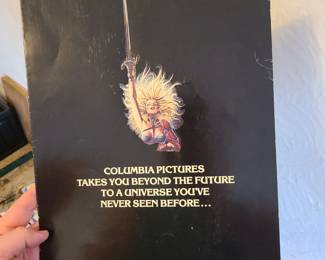 COLUMBIA PICTURES
TAKES YOU BEYOND THE FUTURE
TO A UNIVERSE YOU'VE
NEVER SEEN BEFORE...